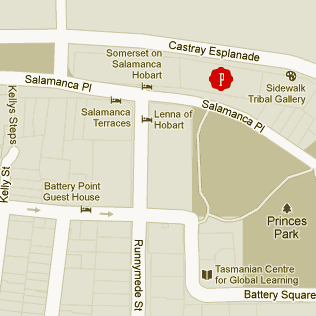 Castray Esplanade
Somerset on
Salamanca
Hobart
P
Sidewalk
Tribal Gallery
Salamanca Pl
Salamanca
Terraces
Lenna of
Hobart
Salamanca Pl
Kellys Steps
Kelly St
Battery Point
Guest House
Princes
Park
Runnymede St
Tasmanian Centre
for Global Learning
Battery Square